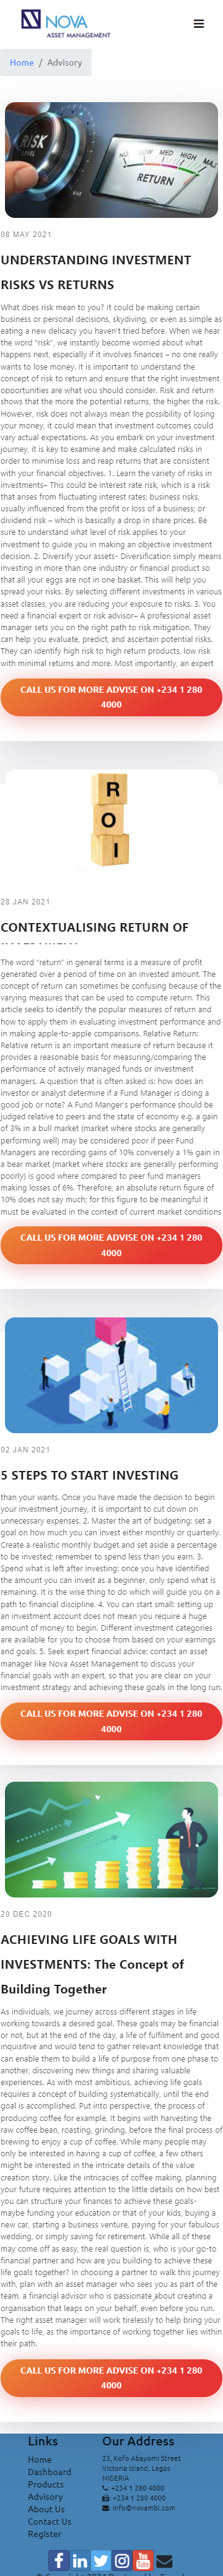 NOVA
ASSET MANAGEMENT
Home / Advisory
RISK LEVEL
NO LOW MED HIGH MAX
RETURN
08 MAY 2021
UNDERSTANDING INVESTMENT
RISKS VS RETURNS
What does risk mean to you? It could be making certain
business or personal decisions, skydiving, or even as simple as
eating a new delicacy you haven't tried before. When we hear
the word "risk", we instantly become worried about what
happens next, especially if it involves finances – no one really
wants to lose money. It is important to understand the
concept of risk to return and ensure that the right investment
opportunities are what you should consider. Risk and return
shows that the more the potential returns, the higher the risk.
However, risk does not always mean the possibility of losing
your money, it could mean that investment outcomes could
vary actual expectations. As you embark on your investment
journey, it is key to examine and make calculated risks in
order to minimise loss and reap returns that are consistent
with your financial objectives. 1. Learn the variety of risks in
investments– This could be interest rate risk, which is a risk
that arises from fluctuating interest rates; business risks,
usually influenced from the profit or loss of a business; or
dividend risk – which is basically a drop in share prices. Be
sure to understand what level of risk applies to your
investment to guide you in making an objective investment
decision. 2. Diversify your assets- Diversification simply means
investing in more than one industry or financial product so
that all your eggs are not in one basket. This will help you
spread your risks. By selecting different investments in various
asset classes, you are reducing your exposure to risks. 3. You
need a financial expert or risk advisor– A professional asset
manager sets you on the right path to risk mitigation. They
can help you evaluate, predict, and ascertain potential risks.
They can identify high risk to high return products, low risk
with minimal returns and more. Most importantly, an expert
CALL US FOR MORE ADVISE ON +234 1 280
4000
R
O
I
28 JAN 2021
CONTEXTUALISING RETURN OF
The word "return" in general terms is a measure of profit
generated over a period of time on an invested amount. The
concept of return can sometimes be confusing because of the
varying measures that can be used to compute return. This
article seeks to identify the popular measures of return and
how to apply them in evaluating investment performance and
in making apple-to-apple comparisons. Relative Return:
Relative return is an important measure of return because it
provides a reasonable basis for measuring/comparing the
performance of actively managed funds or investment
managers. A question that is often asked is: how does an
investor or analyst determine if a Fund Manager is doing a
good job or note? A Fund Manger's performance should be
judged relative to peers and the state of economy e.g. a gain
of 3% in a bull market (market where stocks are generally
performing well) may be considered poor if peer Fund
Managers are recording gains of 10% conversely a 1% gain in
a bear market (market where stocks are generally performing
poorly) is good where compared to peer fund managers
making losses of 6%. Therefore, an absolute return figure of
10% does not say much; for this figure to be meaningful it
must be evaluated in the context of current market conditions
CALL US FOR MORE ADVISE ON +234 1 280
4000
02 JAN 2021
5 STEPS TO START INVESTING
than your wants. Once you have made the decision to begin
your investment journey, it is important to cut down on
unnecessary expenses. 2. Master the art of budgeting: set a
goal on how much you can invest either monthly or quarterly.
Create a realistic monthly budget and set aside a percentage
to be invested; remember to spend less than you earn. 3.
Spend what is left after investing: once you have identified
the amount you can invest as a beginner, only spend what is
remaining. It is the wise thing to do which will guide you on a
path to financial discipline. 4. You can start small: setting up
an investment account does not mean you require a huge
amount of money to begin. Different investment categories
are available for you to choose from based on your earnings
and goals. 5. Seek expert financial advice: contact an asset
manager like Nova Asset Management to discuss your
financial goals with an expert, so that you are clear on your
investment strategy and achieving these goals in the long run.
CALL US FOR MORE ADVISE ON +234 1 280
4000
20 DEC 2020
ACHIEVING LIFE GOALS WITH
INVESTMENTS: The Concept of
Building Together
As individuals, we journey across different stages in life
working towards a desired goal. These goals may be financial
or not, but at the end of the day, a life of fulfilment and good
inquisitive and would tend to gather relevant knowledge that
can enable them to build a life of purpose from one phase to
another, discovering new things and sharing valuable
experiences. As with most ambitious, achieving life goals
requires a concept of building systematically, until the end
goal is accomplished. Put into perspective, the process of
producing coffee for example. It begins with harvesting the
raw coffee bean, roasting, grinding, before the final process of
brewing to enjoy a cup of coffee. While many people may
only be interested in having a cup of coffee, a few others
might be interested in the intricate details of the value
creation story. Like the intricacies of coffee making, planning
your future requires attention to the little details on how best
you can structure your finances to achieve these goals-
maybe funding your education or that of your kids, buying a
new car, starting a business venture, paying for your fabulous
wedding, or simply saving for retirement. While all of these
may come off as easy, the real question is, who is your go-to
financial partner and how are you building to achieve these
life goals together? In choosing a partner to walk this journey
with, plan with an asset manager who sees you as part of the
team, a financial advisor who is passionate about creating a
organisation that leaps on your behalf, even before you run.
The right asset manager will work tirelessly to help bring your
goals to life, as the importance of working together lies within
their path.
CALL US FOR MORE ADVISE ON +234 1 280
4000
Links
Home
Dashboard
Products
Advisory
About Us
Contact Us
Register
Our Address
23, Kofo Abayomi Street
Victoria Island, Lagos
NIGERIA
: +234 1 280 4000
: +234 1 280 4000
: info@novambl.com